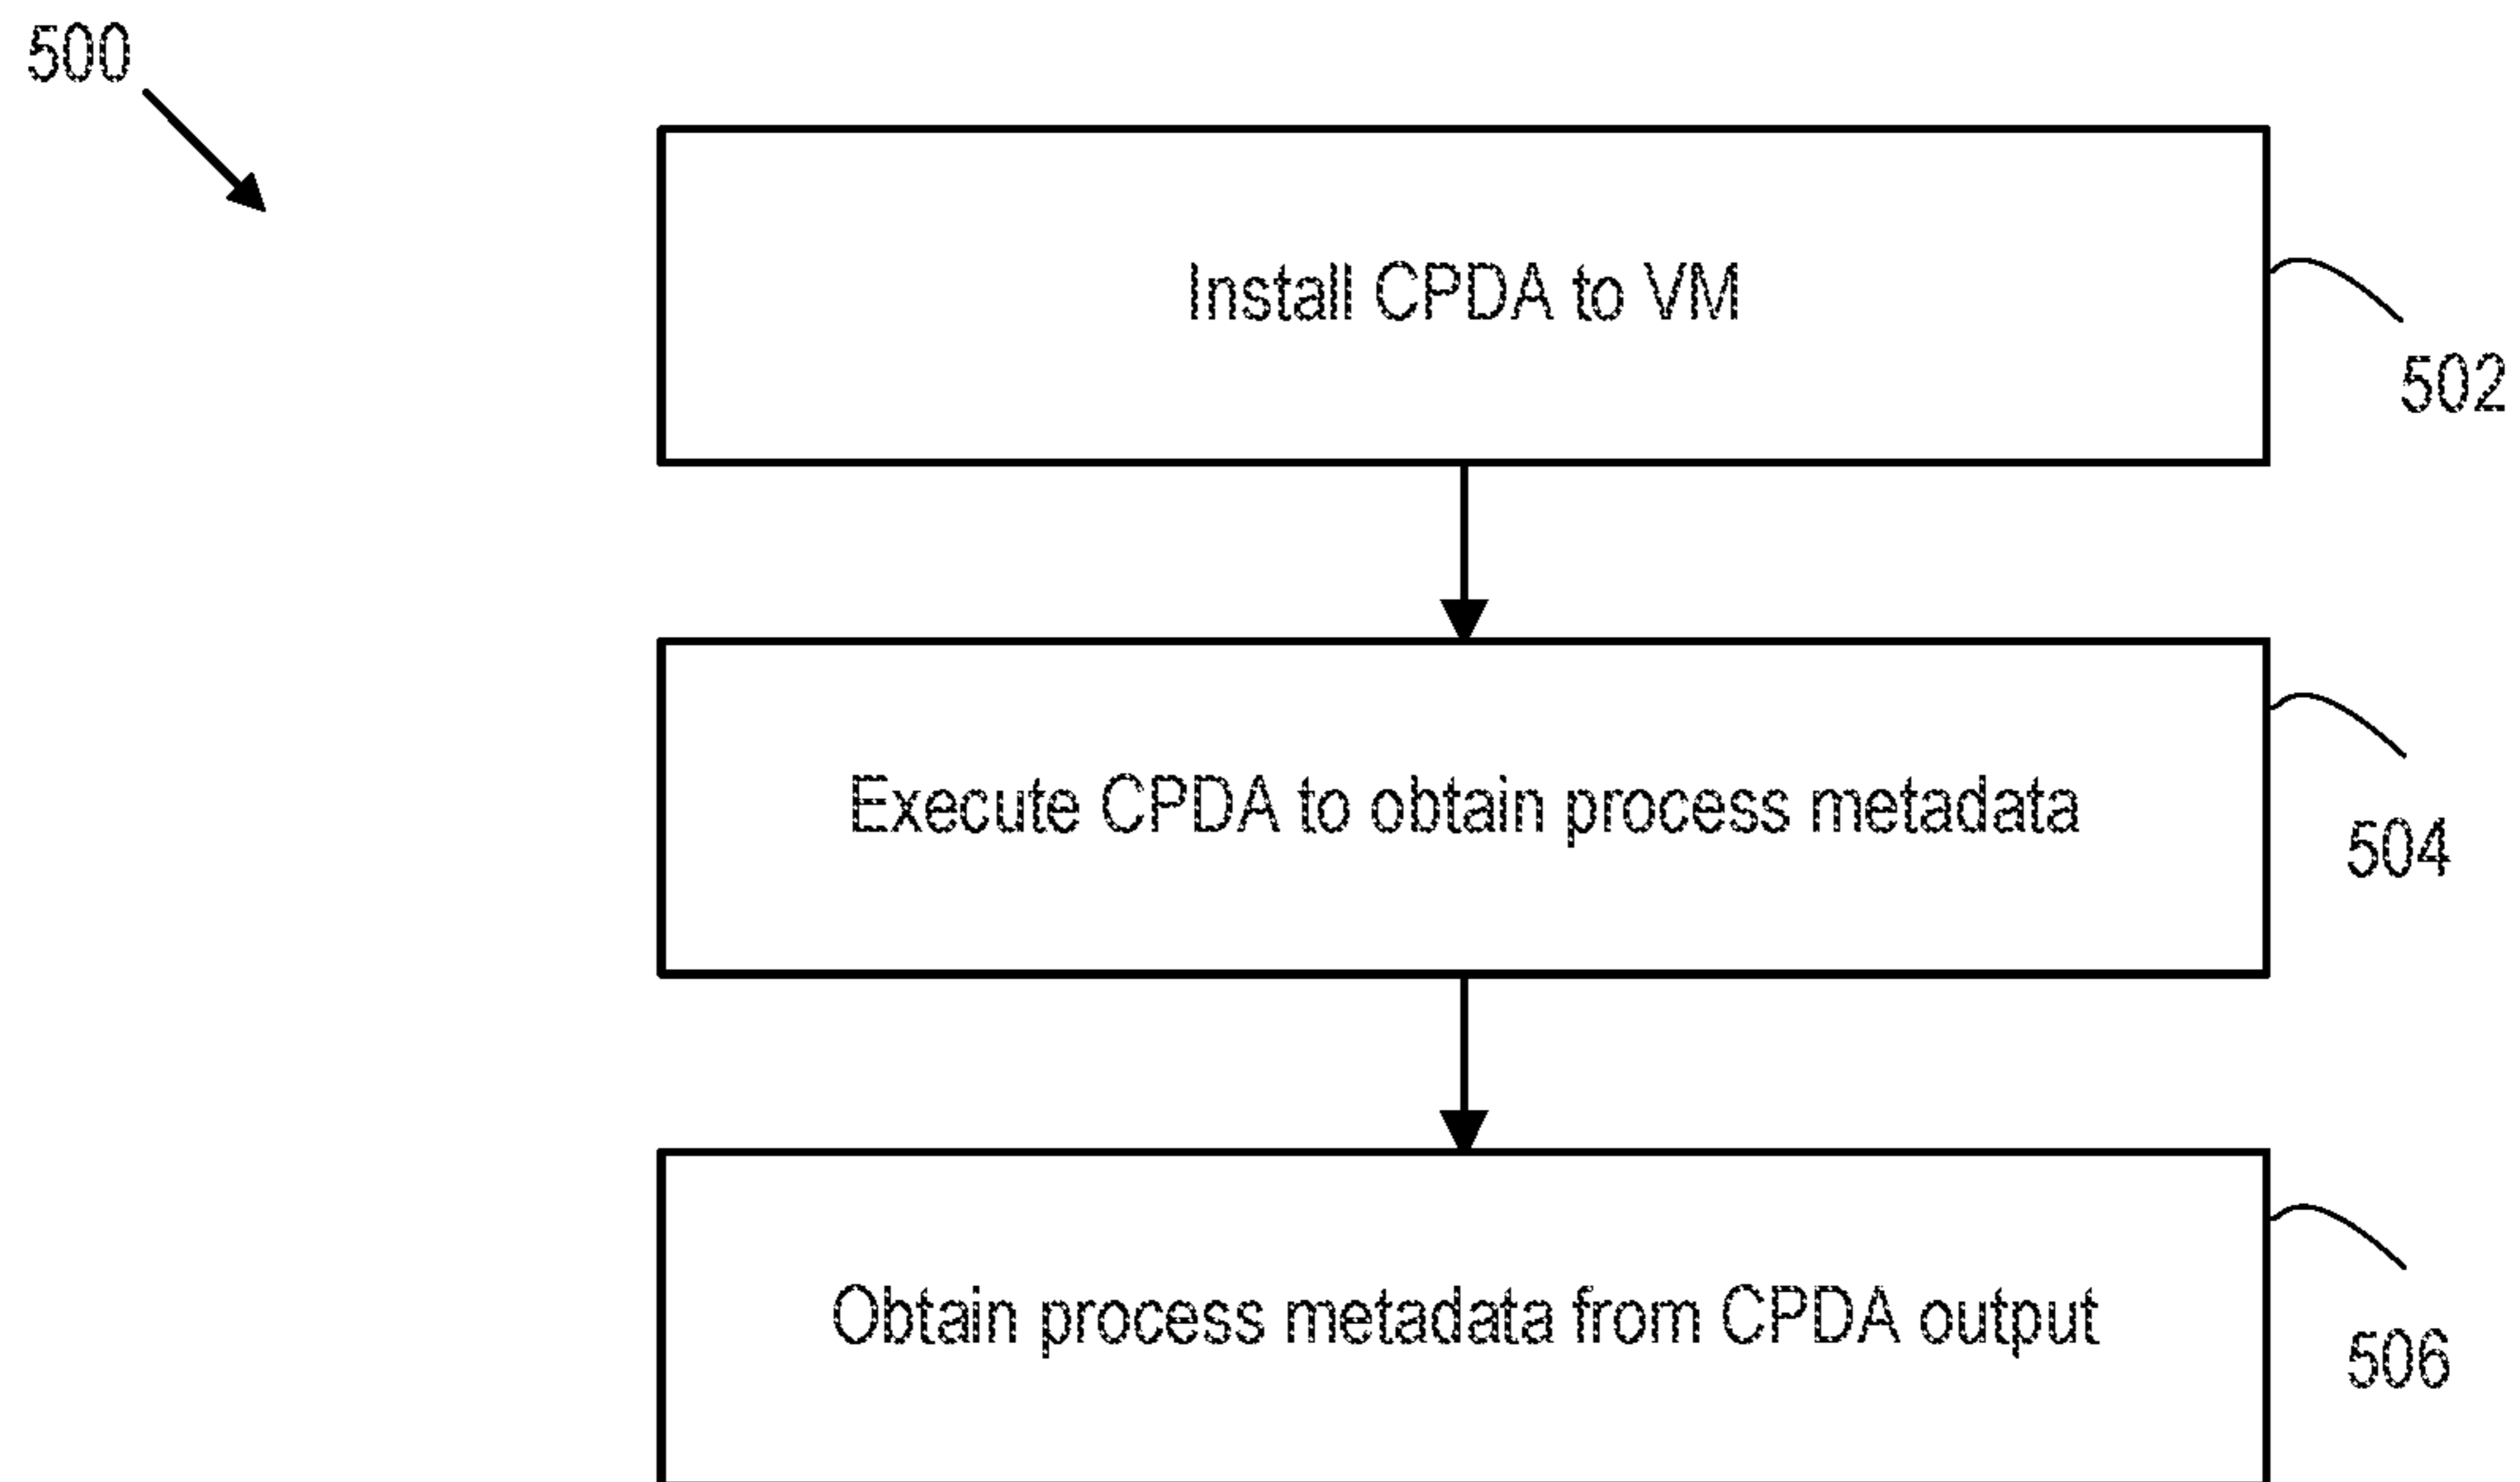 500
Install CPDA to VM
502
Execute CPDA to obtain process metadata
504
Obtain process metadata from CPDA output
506